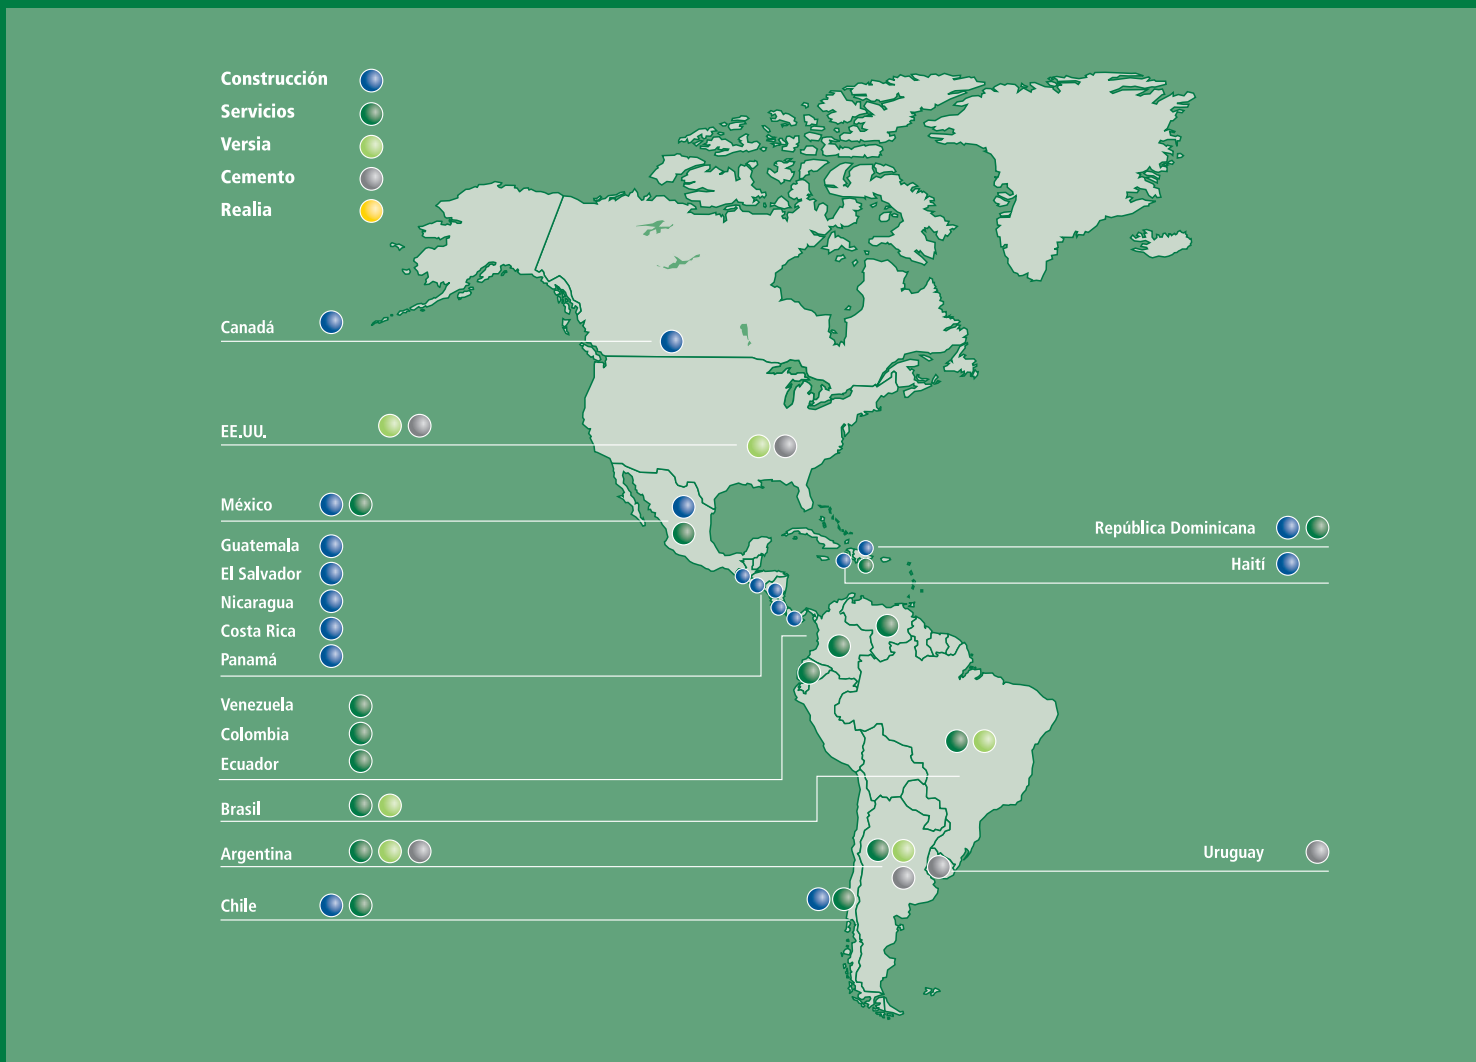 Construcción
Servicios
Versia
Cemento
Realia
Canadá
EE.UU.
México
Guatemala
El Salvador
Nicaragua
Costa Rica
Panamá
Venezuela
Colombia
Ecuador
Brasil
Argentina
Chile
República Dominicana
Haití
Uruguay